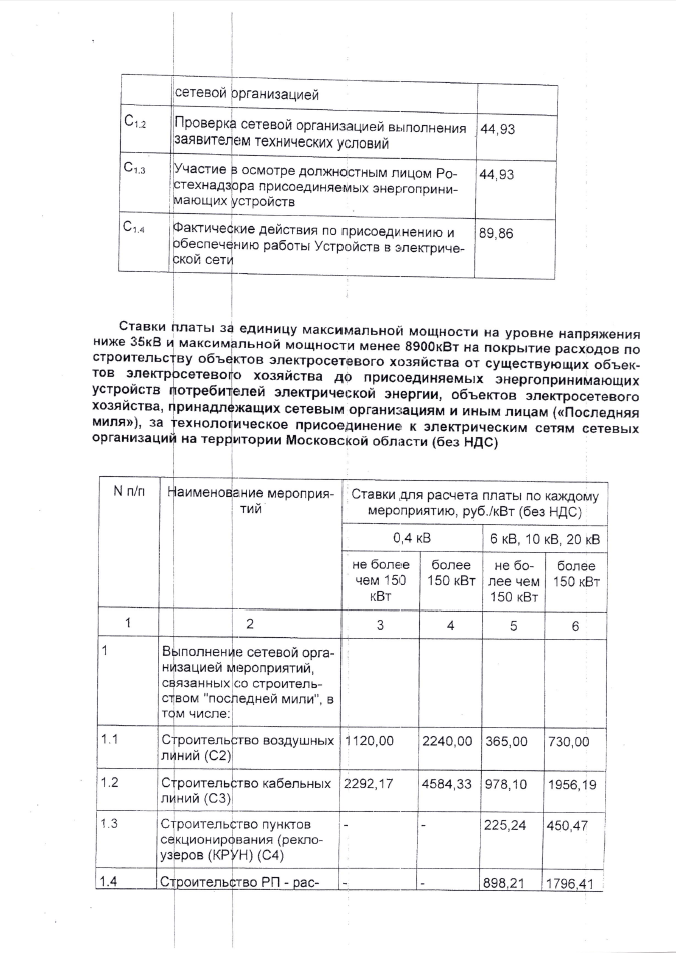 сетевой организацией
С1.2 Проверка сетевой организацией выполнения 44,93
заявителем технических условий
С1.3 Участие в осмотре должностным лицом Ро- 44,93
стехнадзора присоединяемых энергоприни-
мающих устройств
С1.4 Фактические действия по присоединению и 89,86
обеспечению работы Устройств в электриче-
ской сети
Ставки платы за единицу максимальной мощности на уровне напряжения
ниже 35кВ и максимальной мощности менее 8900кВт на покрытие расходов по
строительству объектов электросетевого хозяйства от существующих объек-
тов электросетевого хозяйства до присоединяемых энергопринимающих
устройств потребителей электрической энергии, объектов электросетевого
хозяйства, принадлежащих сетевым организациям и иным лицам («Последняя
миля»), за технологическое присоединение к электрическим сетям сетевых
организаций на территории Московской области (без НДС)
N п/п Наименование мероприя- Ставки для расчета платы по каждому
тий мероприятию, руб./кВт (без НДС)
0,4 кВ 6 кВ, 10 кВ, 20 кВ
не более более не бо- более
чем 150 150 кВт лее чем 150 кВт
кВт 150 кВт
1 2 3 4 5 6
1 Выполнение сетевой орга-
низацией мероприятий,
связанных со строитель-
ством "последней мили", в
том числе:
1.1 Строительство воздушных 1120,00 2240,00 365,00 730,00
линий (С2)
1.2 Строительство кабельных 2292,17 4584,33 978,10 1956,19
линий (С3)
1.3 Строительство пунктов - - 225,24 450,47
секционирования (рекло-
узеров (КРУН) (С4)
1.4 Строительство РП - рас- - - 898,21 1796,41